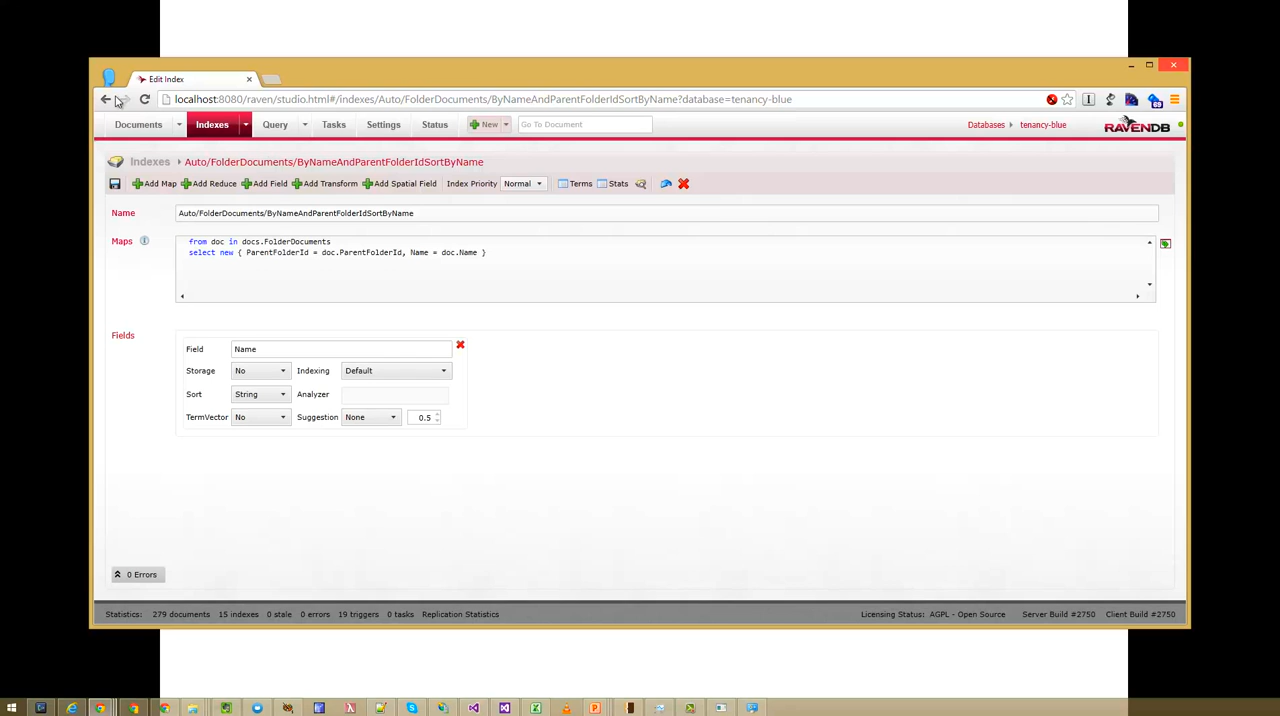 Edit Index
localhost:8080/raven/studio.html#/indexes/Auto/FolderDocuments/ByNameAndParentFolderIdSortByName?database=tenancy-blue
69
Documents Indexes Query Tasks Settings Status New Go To Document Databases tenancy-blue RAVENDB
Indexes Auto/FolderDocuments/ByNameAndParentFolderIdSortByName
Add Map Add Reduce Add Field Add Transform Add Spatial Field Index Priority Normal Terms Stats
Name Auto/FolderDocuments/ByNameAndParentFolderIdSortByName
Maps from doc in docs.FolderDocuments
select new { ParentFolderId = doc.ParentFolderId, Name = doc.Name }
Fields
Field Name
Storage No Indexing Default
Sort String Analyzer
TermVector No Suggestion None 0.5
0 Errors
Statistics: 279 documents 15 indexes 0 stale 0 errors 19 triggers 0 tasks Replication Statistics Licensing Status: AGPL - Open Source Server Build #2750 Client Build #2750